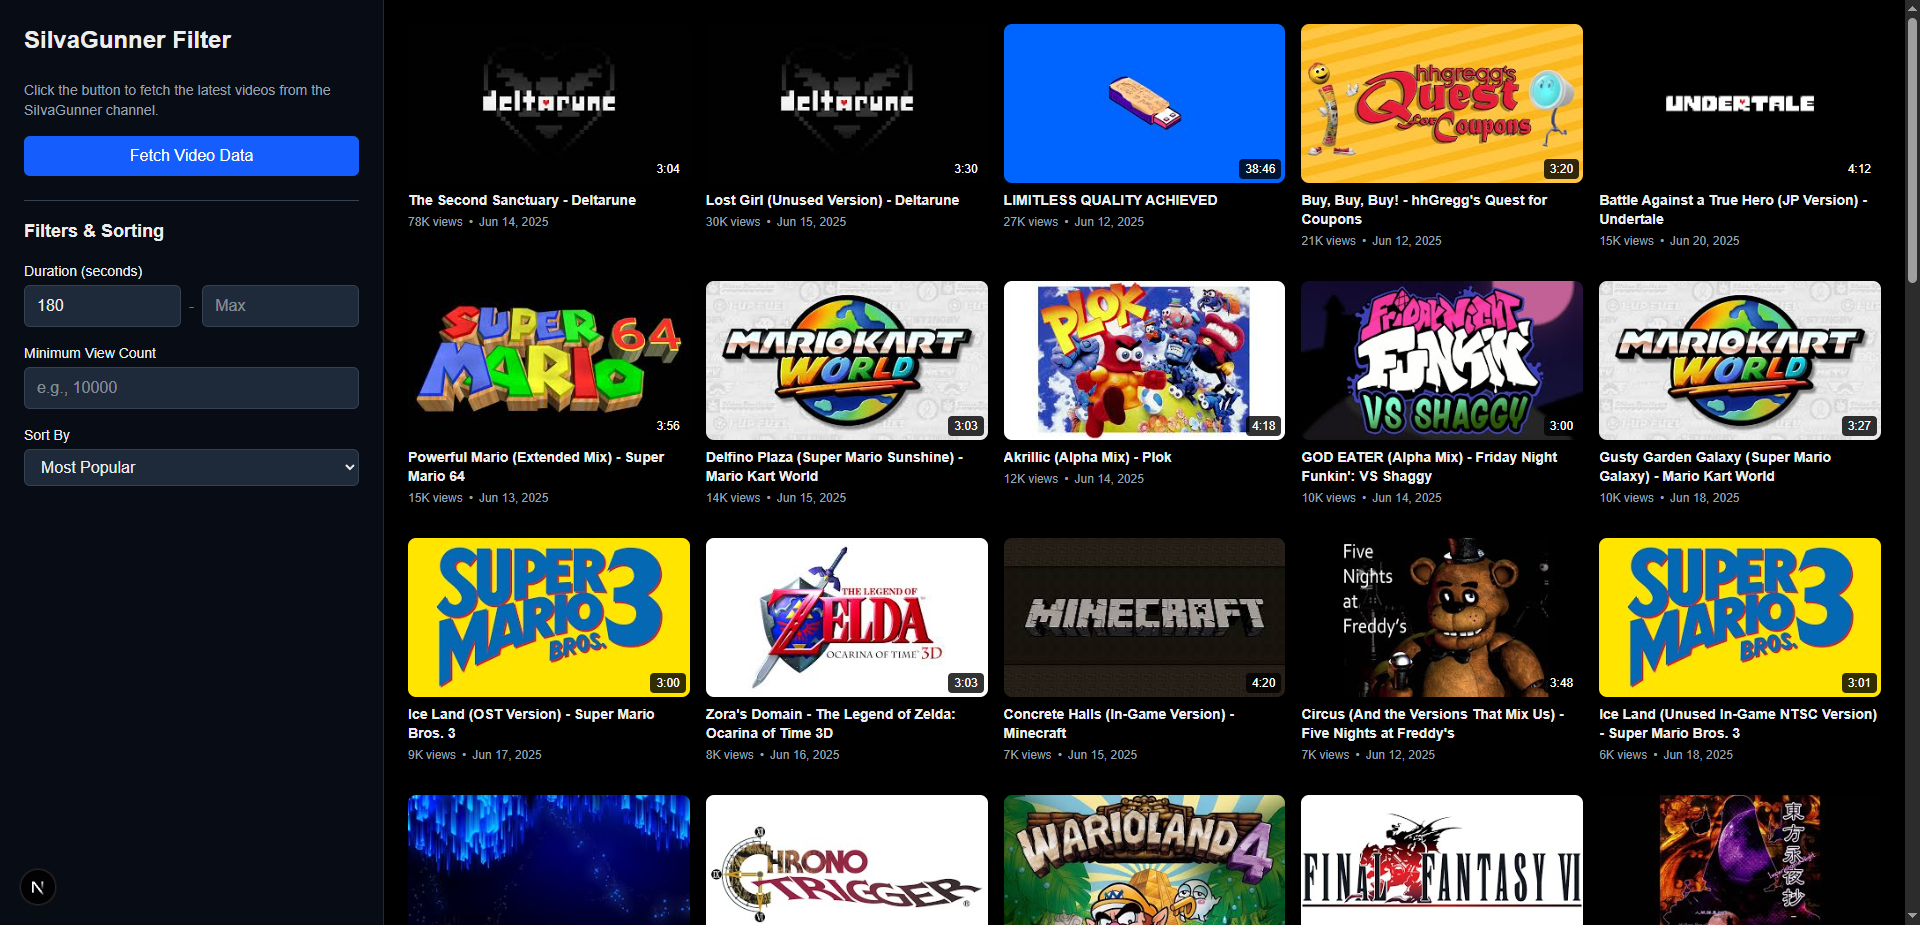 SilvaGunner Filter
Click the button to fetch the latest videos from the
SilvaGunner channel.
Fetch Video Data
Filters & Sorting
Duration (seconds)
180 - Max
Minimum View Count
e.g., 10000
Sort By
Most Popular
N
deltarune
3:04
The Second Sanctuary - Deltarune
78K views • Jun 14, 2025
deltarune
3:30
Lost Girl (Unused Version) - Deltarune
30K views • Jun 15, 2025
38:46
LIMITLESS QUALITY ACHIEVED
27K views • Jun 12, 2025
hhgregg's
Quest
for
Coupons
3:20
Buy, Buy, Buy! - hhGregg's Quest for
Coupons
21K views • Jun 12, 2025
UNDERTALE
4:12
Battle Against a True Hero (JP Version) -
Undertale
15K views • Jun 20, 2025
SUPER
MARIO 64
3:56
Powerful Mario (Extended Mix) - Super
Mario 64
15K views • Jun 13, 2025
MARIOKART
WORLD
3:03
Delfino Plaza (Super Mario Sunshine) -
Mario Kart World
14K views • Jun 15, 2025
PLOK
4:18
Akrillic (Alpha Mix) - Plok
12K views • Jun 14, 2025
FRIDAY NIGHT
FUNKIN'
VS SHAGGY
3:00
GOD EATER (Alpha Mix) - Friday Night
Funkin': VS Shaggy
10K views • Jun 14, 2025
MARIOKART
WORLD
3:27
Gusty Garden Galaxy (Super Mario
Galaxy) - Mario Kart World
10K views • Jun 18, 2025
SUPER
MARIO
BROS. 3
3:00
Ice Land (OST Version) - Super Mario
Bros. 3
9K views • Jun 17, 2025
THE LEGEND OF
ZELDA
OCARINA OF TIME 3D
3:03
Zora's Domain - The Legend of Zelda:
Ocarina of Time 3D
8K views • Jun 16, 2025
MINECRAFT
4:20
Concrete Halls (In-Game Version) -
Minecraft
7K views • Jun 15, 2025
Five
Nights
at
Freddy's
3:48
Circus (And the Versions That Mix Us) -
Five Nights at Freddy's
7K views • Jun 12, 2025
SUPER
MARIO
BROS. 3
3:01
Ice Land (Unused In-Game NTSC Version)
- Super Mario Bros. 3
6K views • Jun 18, 2025
CHRONO
TRIGGER
WARIOLAND 4
FINAL FANTASY VI
東方永夜抄